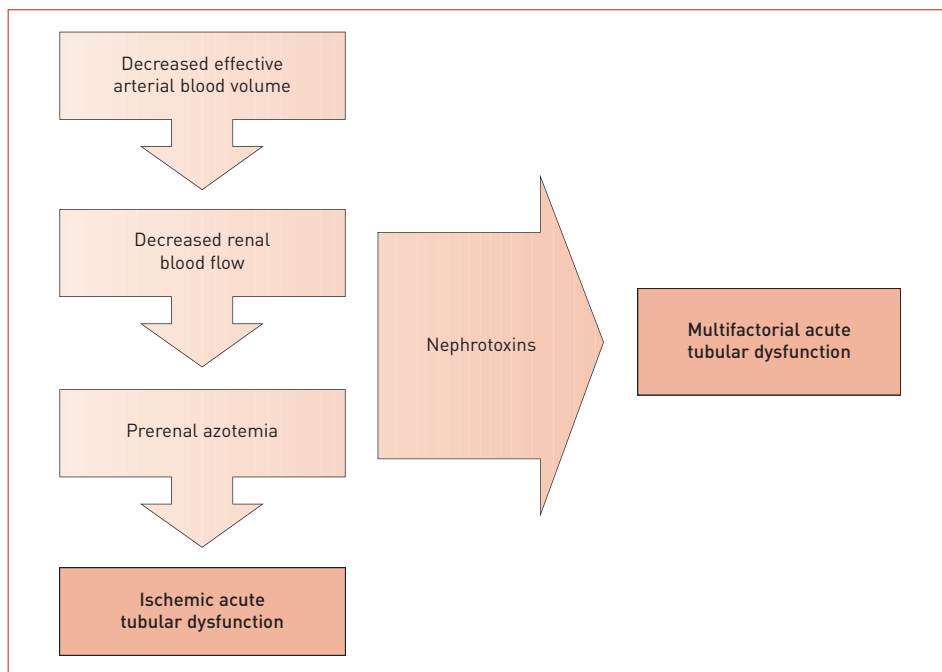 Decreased effective
arterial blood volume
Decreased renal
blood flow
Prerenal azotemia
Ischemic acute
tubular dysfunction
Nephrotoxins
Multifactorial acute
tubular dysfunction